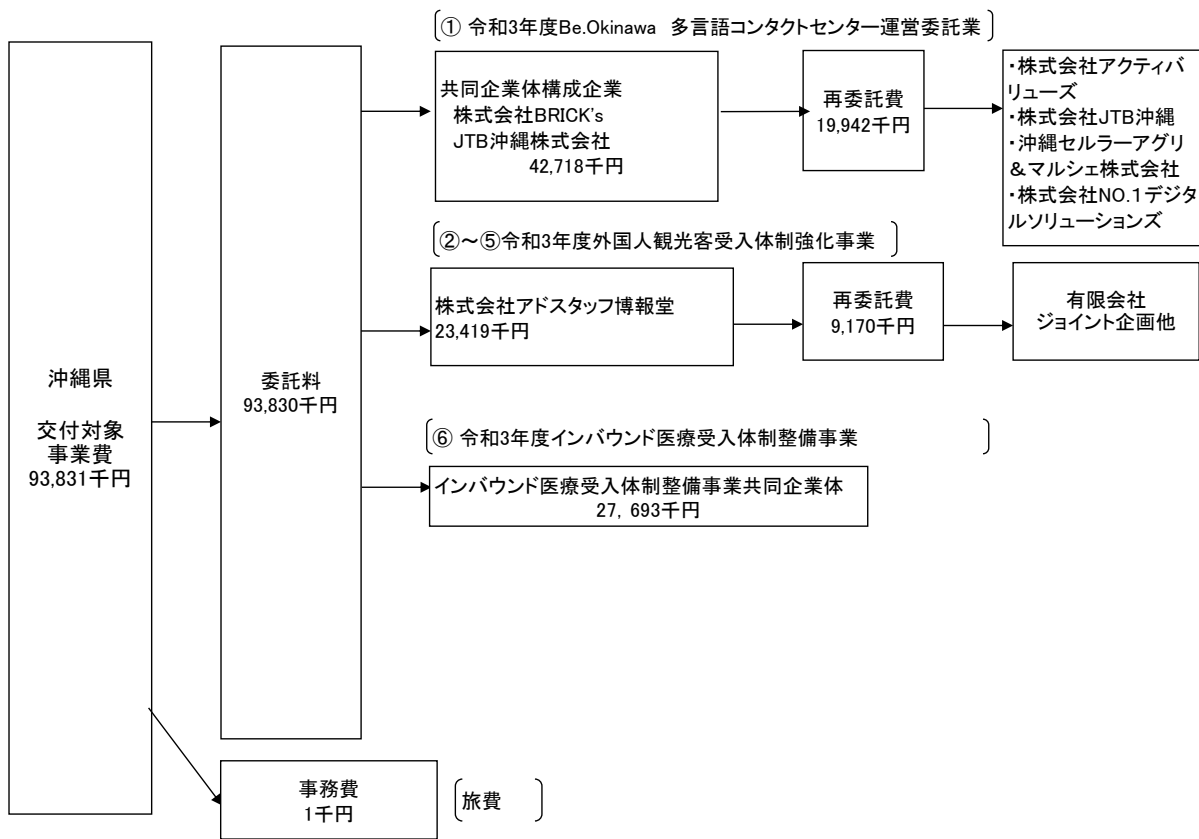 沖縄県
交付対象
事業費
93,831千円
委託料
93,830千円
① 令和3年度Be.Okinawa 多言語コンタクトセンター運営委託業
共同企業体構成企業
株式会社BRICK's
JTB沖縄株式会社
42,718千円
再委託費
19,942千円
・株式会社アクティバ
リューズ
・株式会社JTB沖縄
・沖縄セルラーアグリ
＆マルシェ株式会社
・株式会社NO.１デジタ
ルソリューションズ
②～⑤令和3年度外国人観光客受入体制強化事業
株式会社アドスタッフ博報堂
23,419千円
再委託費
9,170千円
有限会社
ジョイント企画他
⑥ 令和3年度インバウンド医療受入体制整備事業
インバウンド医療受入体制整備事業共同企業体
27，693千円
事務費
1千円
旅費